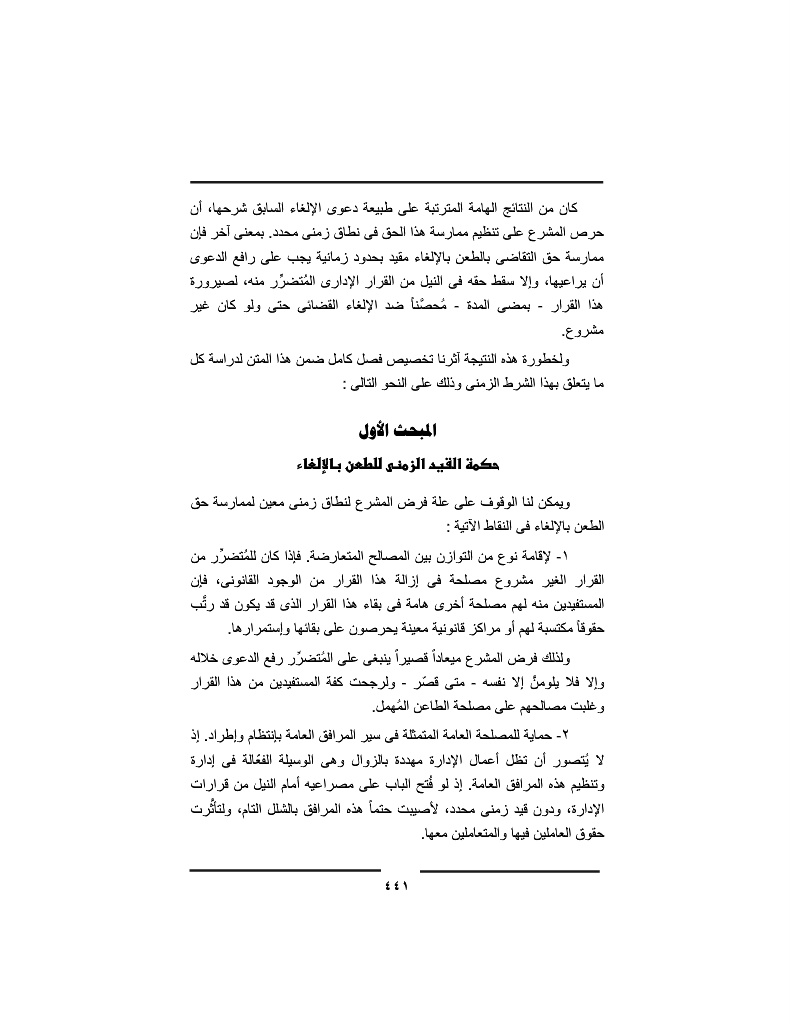 كان من النتائج الهامة المترتبة على طبيعة دعوى الإلغاء السابق شرحها، أن
حرص المشرع على تنظيم ممارسة هذا الحق فى نطاق زمنى محدد. بمعنى آخر فإن
ممارسة حق التقاضى بالطعن بالإلغاء مقيد بحدود زمانية يجب على رافع الدعوى
أن يراعيها، وإلا سقط حقه فى النيل من القرار الإدارى المُتضرِّر منه، لصيرورة
هذا القرار - بمضى المدة - مُحصَّناً ضد الإلغاء القضائى حتى ولو كان غير
مشروع.
ولخطورة هذه النتيجة آثرنا تخصيص فصل كامل ضمن هذا المتن لدراسة كل
ما يتعلق بهذا الشرط الزمنى وذلك على النحو التالى :
المبحث الأول
حكمة القيد الزمنى للطعن بالإلغاء
ويمكن لنا الوقوف على علة فرض المشرع لنطاق زمنى معين لممارسة حق
الطعن بالإلغاء فى النقاط الآتية :
١- لإقامة نوع من التوازن بين المصالح المتعارضة. فإذا كان للمُتضرِّر من
القرار الغير مشروع مصلحة فى إزالة هذا القرار من الوجود القانونى، فإن
المستفيدين منه لهم مصلحة أخرى هامة فى بقاء هذا القرار الذى قد يكون قد رتَّب
حقوقاً مكتسبة لهم أو مراكز قانونية معينة يحرصون على بقائها وإستمرارها.
ولذلك فرض المشرع ميعاداً قصيراً ينبغى على المُتضرِّر رفع الدعوى خلاله
وإلا فلا يلومنَّ إلا نفسه - متى قصّر - ولرجحت كفة المستفيدين من هذا القرار
وغلبت مصالحهم على مصلحة الطاعن المُهمل.
٢- حماية للمصلحة العامة المتمثلة فى سير المرافق العامة بإنتظام وإطراد. إذ
لا يُتصور أن تظل أعمال الإدارة مهددة بالزوال وهى الوسيلة الفعّالة فى إدارة
وتنظيم هذه المرافق العامة. إذ لو فُتح الباب على مصراعيه أمام النيل من قرارات
الإدارة، ودون قيد زمنى محدد، لأصيبت حتماً هذه المرافق بالشلل التام، ولتأثَّرت
حقوق العاملين فيها والمتعاملين معها.
٤٤١